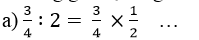 a) 3/4 : 2 = 3/4 × 1/2 ...